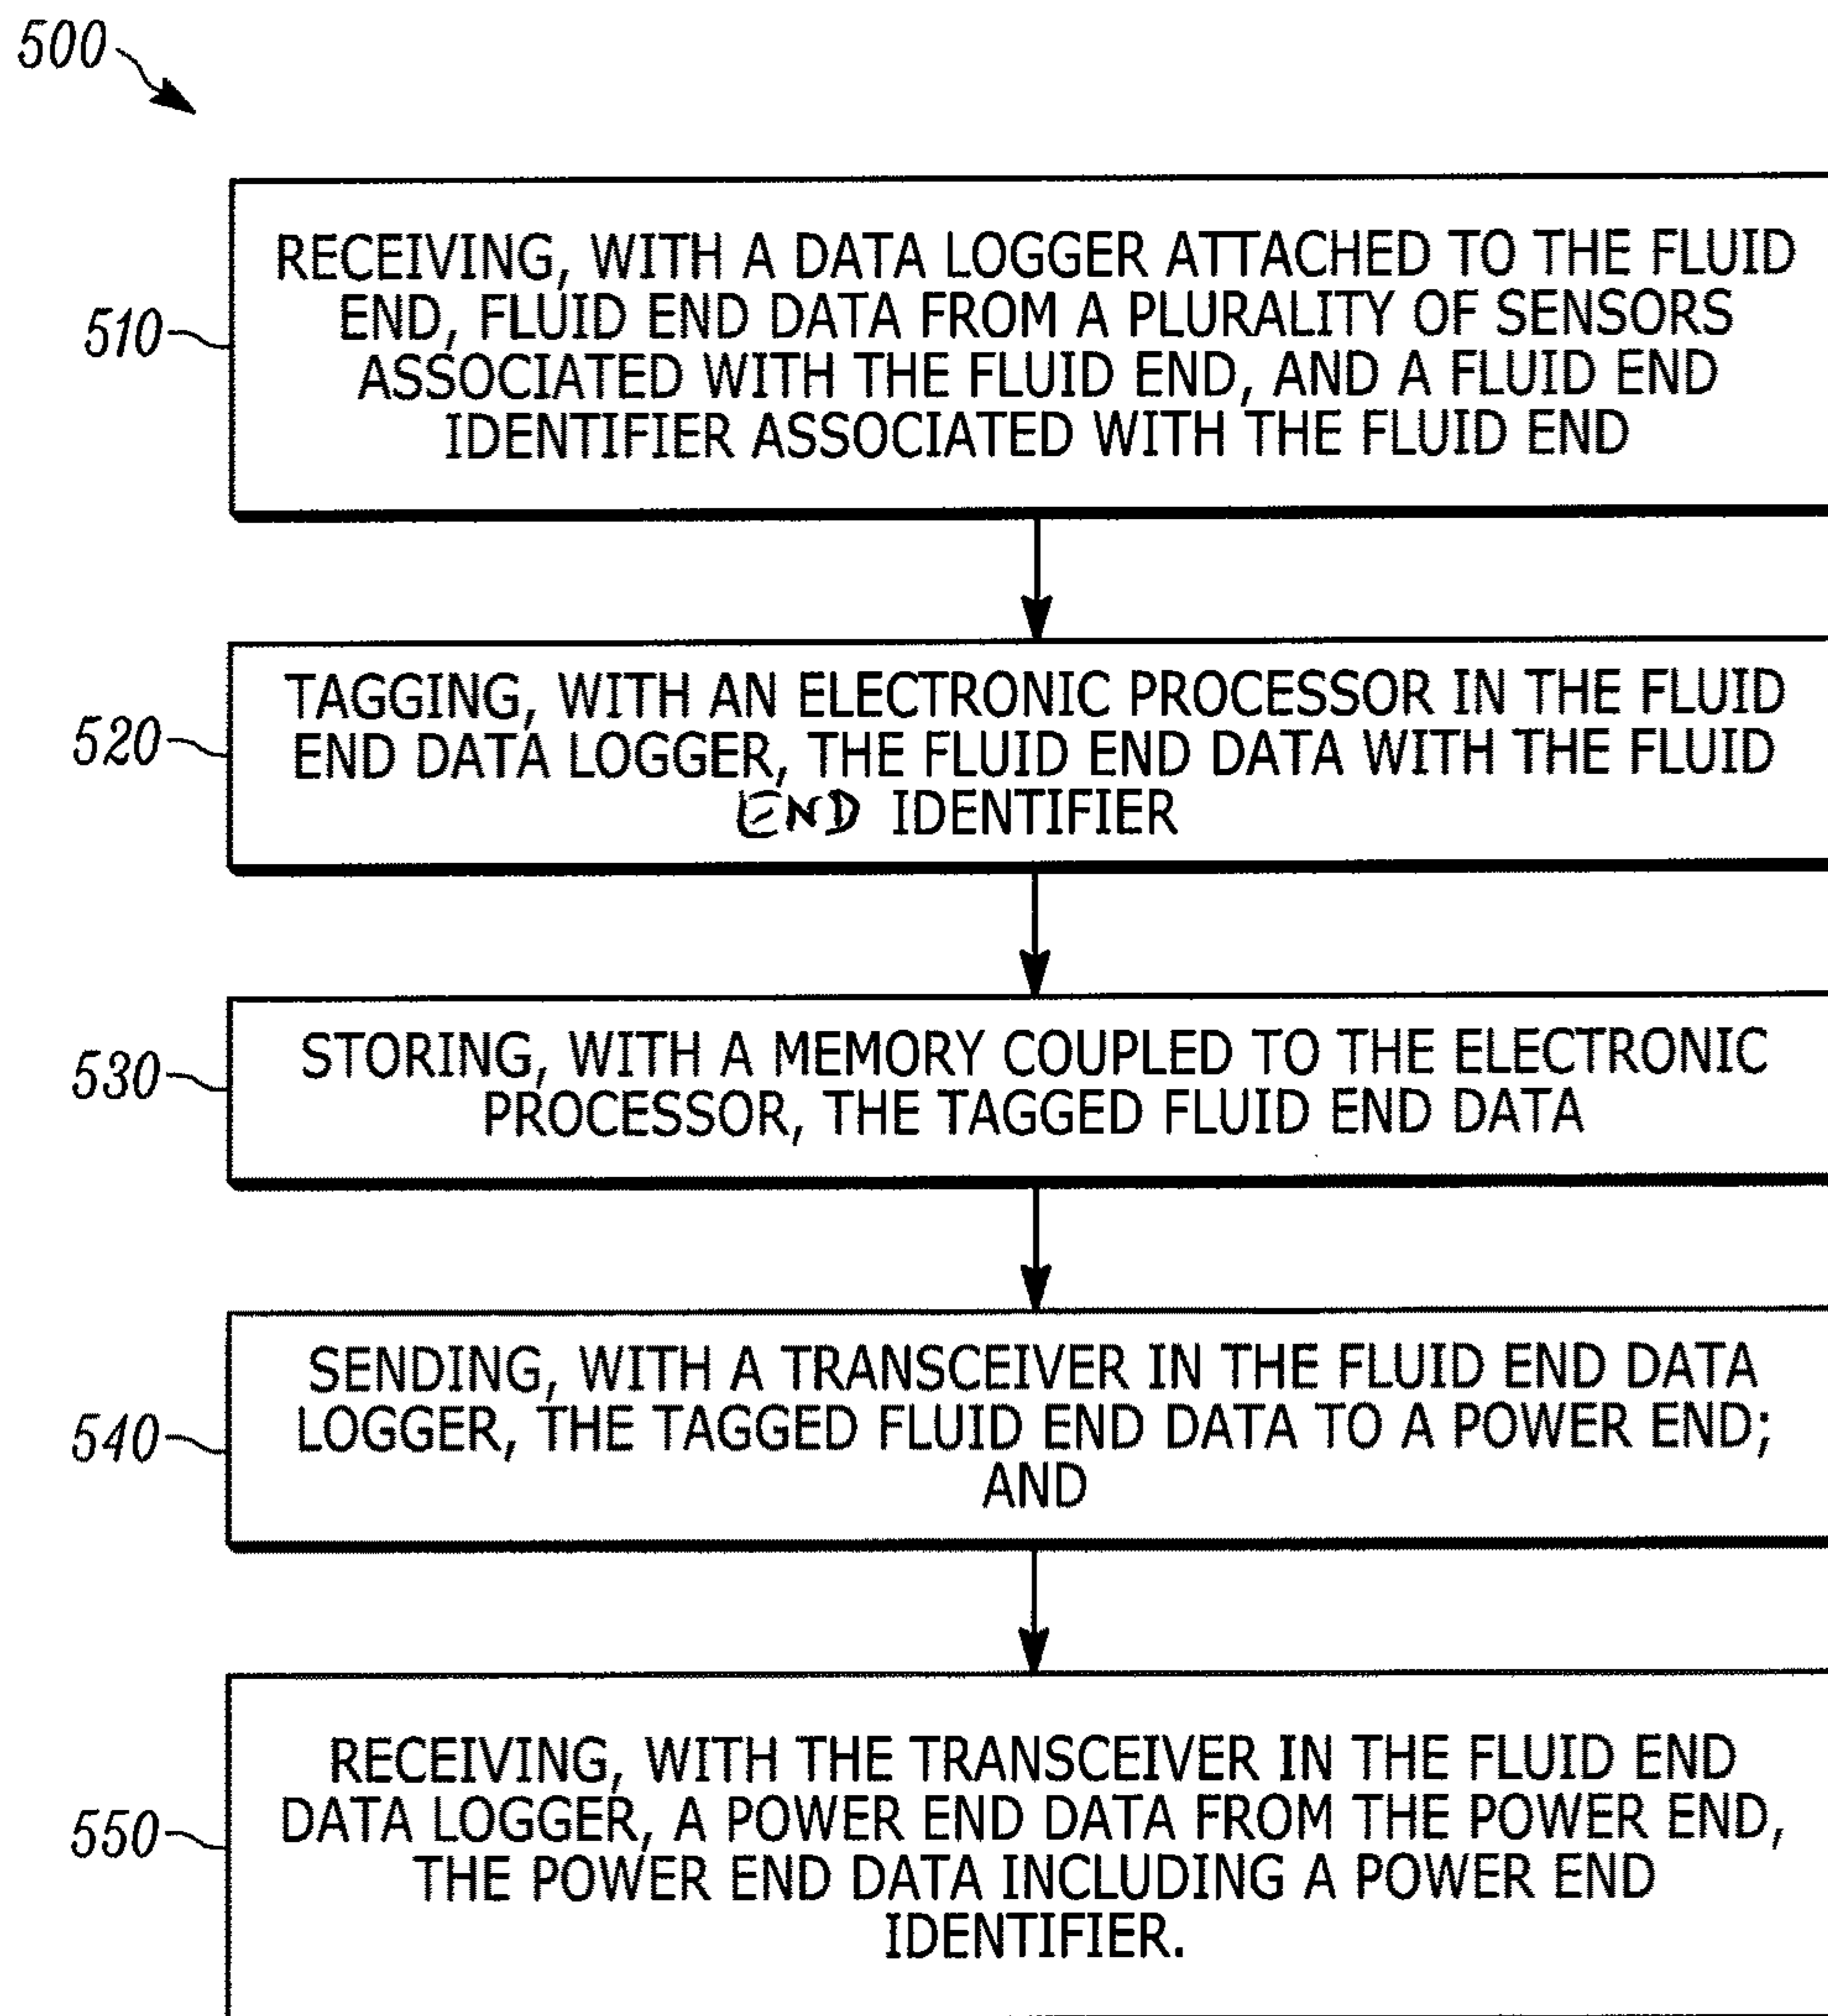 500
510
RECEIVING, WITH A DATA LOGGER ATTACHED TO THE FLUID
END, FLUID END DATA FROM A PLURALITY OF SENSORS
ASSOCIATED WITH THE FLUID END, AND A FLUID END
IDENTIFIER ASSOCIATED WITH THE FLUID END
520
TAGGING, WITH AN ELECTRONIC PROCESSOR IN THE FLUID
END DATA LOGGER, THE FLUID END DATA WITH THE FLUID
END IDENTIFIER
530
STORING, WITH A MEMORY COUPLED TO THE ELECTRONIC
PROCESSOR, THE TAGGED FLUID END DATA
540
SENDING, WITH A TRANSCEIVER IN THE FLUID END DATA
LOGGER, THE TAGGED FLUID END DATA TO A POWER END;
AND
550
RECEIVING, WITH THE TRANSCEIVER IN THE FLUID END
DATA LOGGER, A POWER END DATA FROM THE POWER END,
THE POWER END DATA INCLUDING A POWER END
IDENTIFIER.